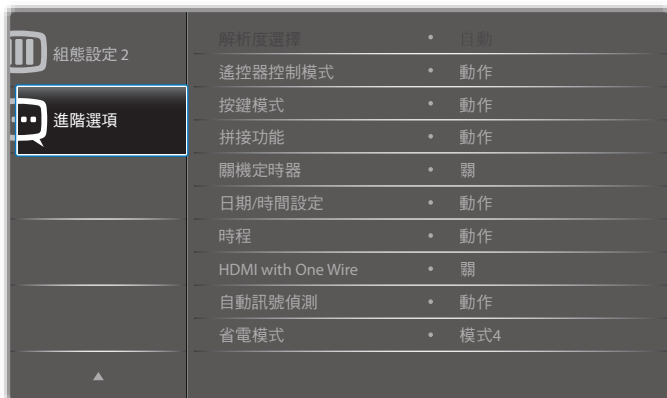 組態設定 2
進階選項
解析度選擇 • 自動
遙控器控制模式 • 動作
按鍵模式 • 動作
拼接功能 • 動作
關機定時器 • 關
日期/時間設定 • 動作
時程 • 動作
HDMI with One Wire • 關
自動訊號偵測 • 動作
省電模式 • 模式4